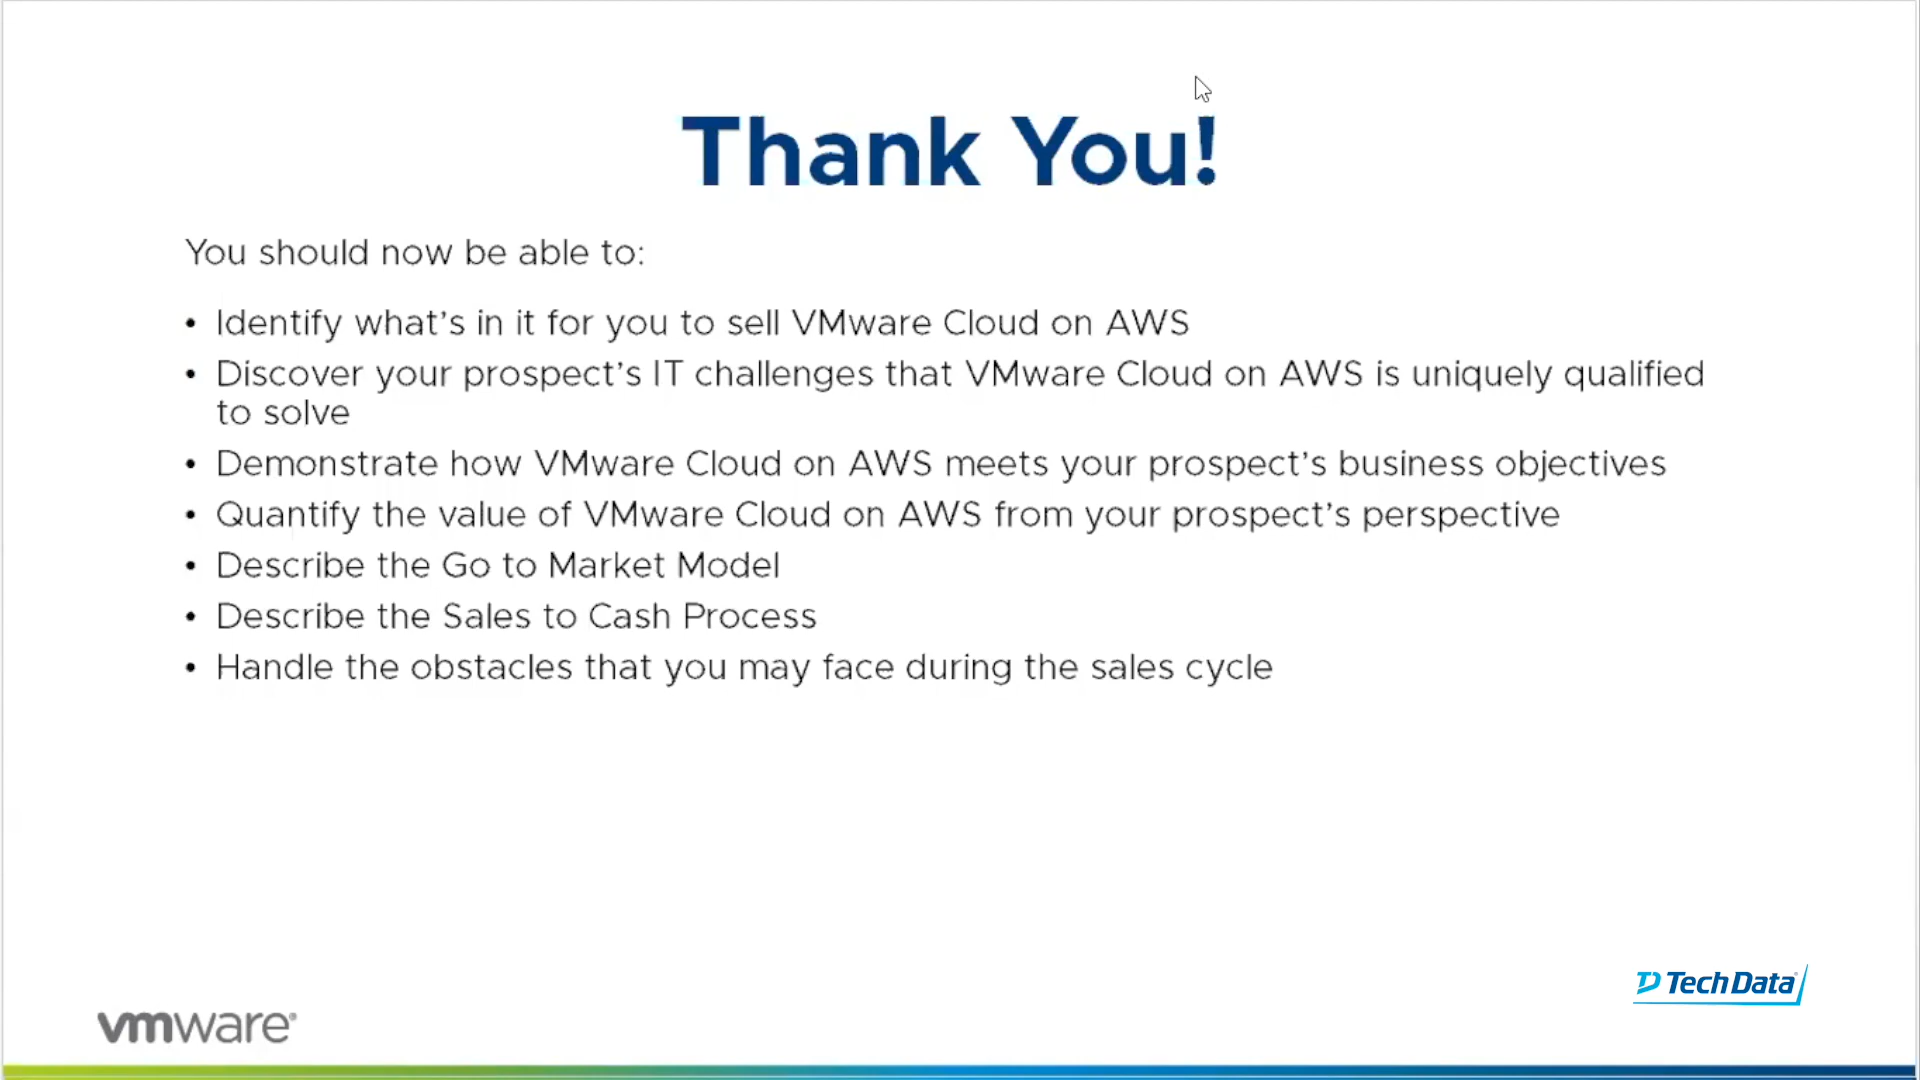 Thank You!
You should now be able to:
• Identify what’s in it for you to sell VMware Cloud on AWS
• Discover your prospect’s IT challenges that VMware Cloud on AWS is uniquely qualified
to solve
• Demonstrate how VMware Cloud on AWS meets your prospect’s business objectives
• Quantify the value of VMware Cloud on AWS from your prospect’s perspective
• Describe the Go to Market Model
• Describe the Sales to Cash Process
• Handle the obstacles that you may face during the sales cycle
TD Tech Data
vmware®